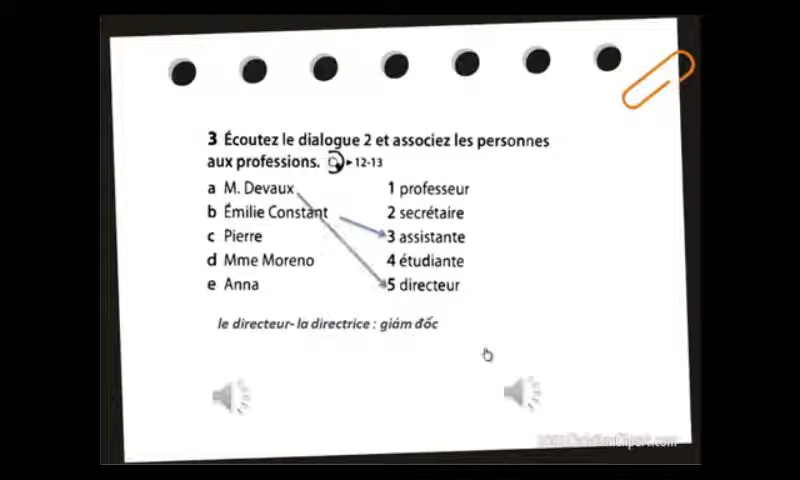 3 Écoutez le dialogue 2 et associez les personnes
aux professions. ▸12-13
a M. Devaux 1 professeur
b Émilie Constant 2 secrétaire
c Pierre 3 assistante
d Mme Moreno 4 étudiante
e Anna 5 directeur
le directeur- la directrice : giám đốc